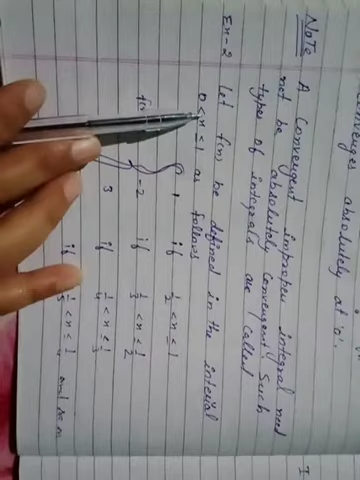 converges absolutely at 'a'.
Note A Convergent improper integral need
not be absolutely convergent. Such
types of integrals are called
Ex-2 Let f(x) be defined in the interval
0 < x ≤ 1 as follows
1 if 1/2 < x ≤ 1
-2 if 1/3 < x ≤ 1/2
3 if 1/4 < x ≤ 1/3
if 1/5 < x ≤ 1/4 and so on